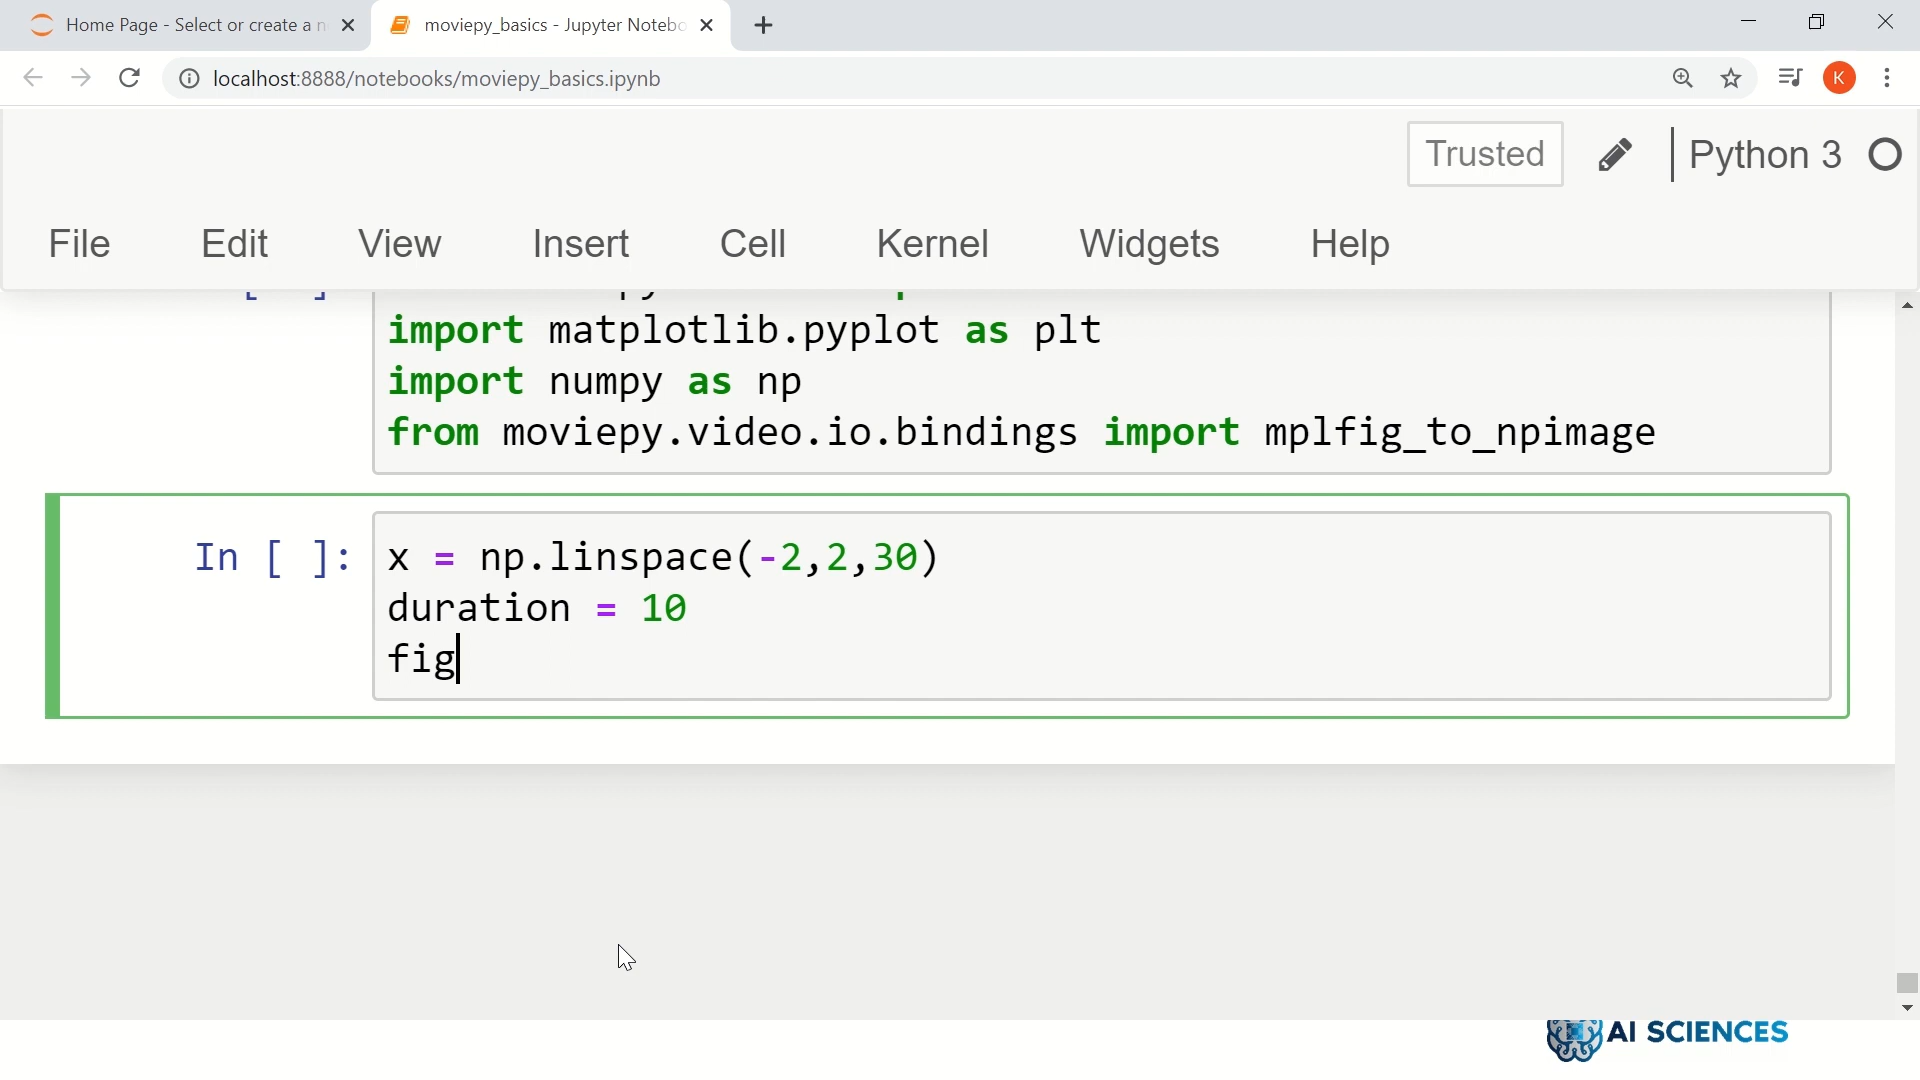 Home Page - Select or create a n
moviepy_basics - Jupyter Notebo
localhost:8888/notebooks/moviepy_basics.ipynb
K
Trusted
Python 3
File Edit View Insert Cell Kernel Widgets Help
import matplotlib.pyplot as plt
import numpy as np
from moviepy.video.io.bindings import mplfig_to_npimage
In [ ]:
x = np.linspace(-2,2,30)
duration = 10
fig
AI SCIENCES